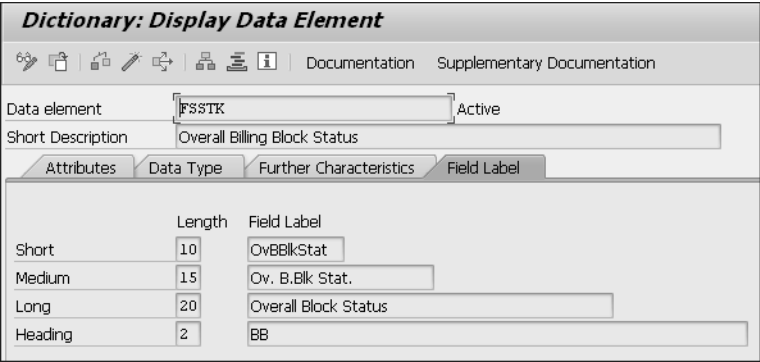 Dictionary: Display Data Element
Documentation Supplementary Documentation
Data element FSSTK Active
Short Description Overall Billing Block Status
Attributes Data Type Further Characteristics Field Label
Length Field Label
Short 10 OvBBlkStat
Medium 15 Ov. B.Blk Stat.
Long 20 Overall Block Status
Heading 2 BB